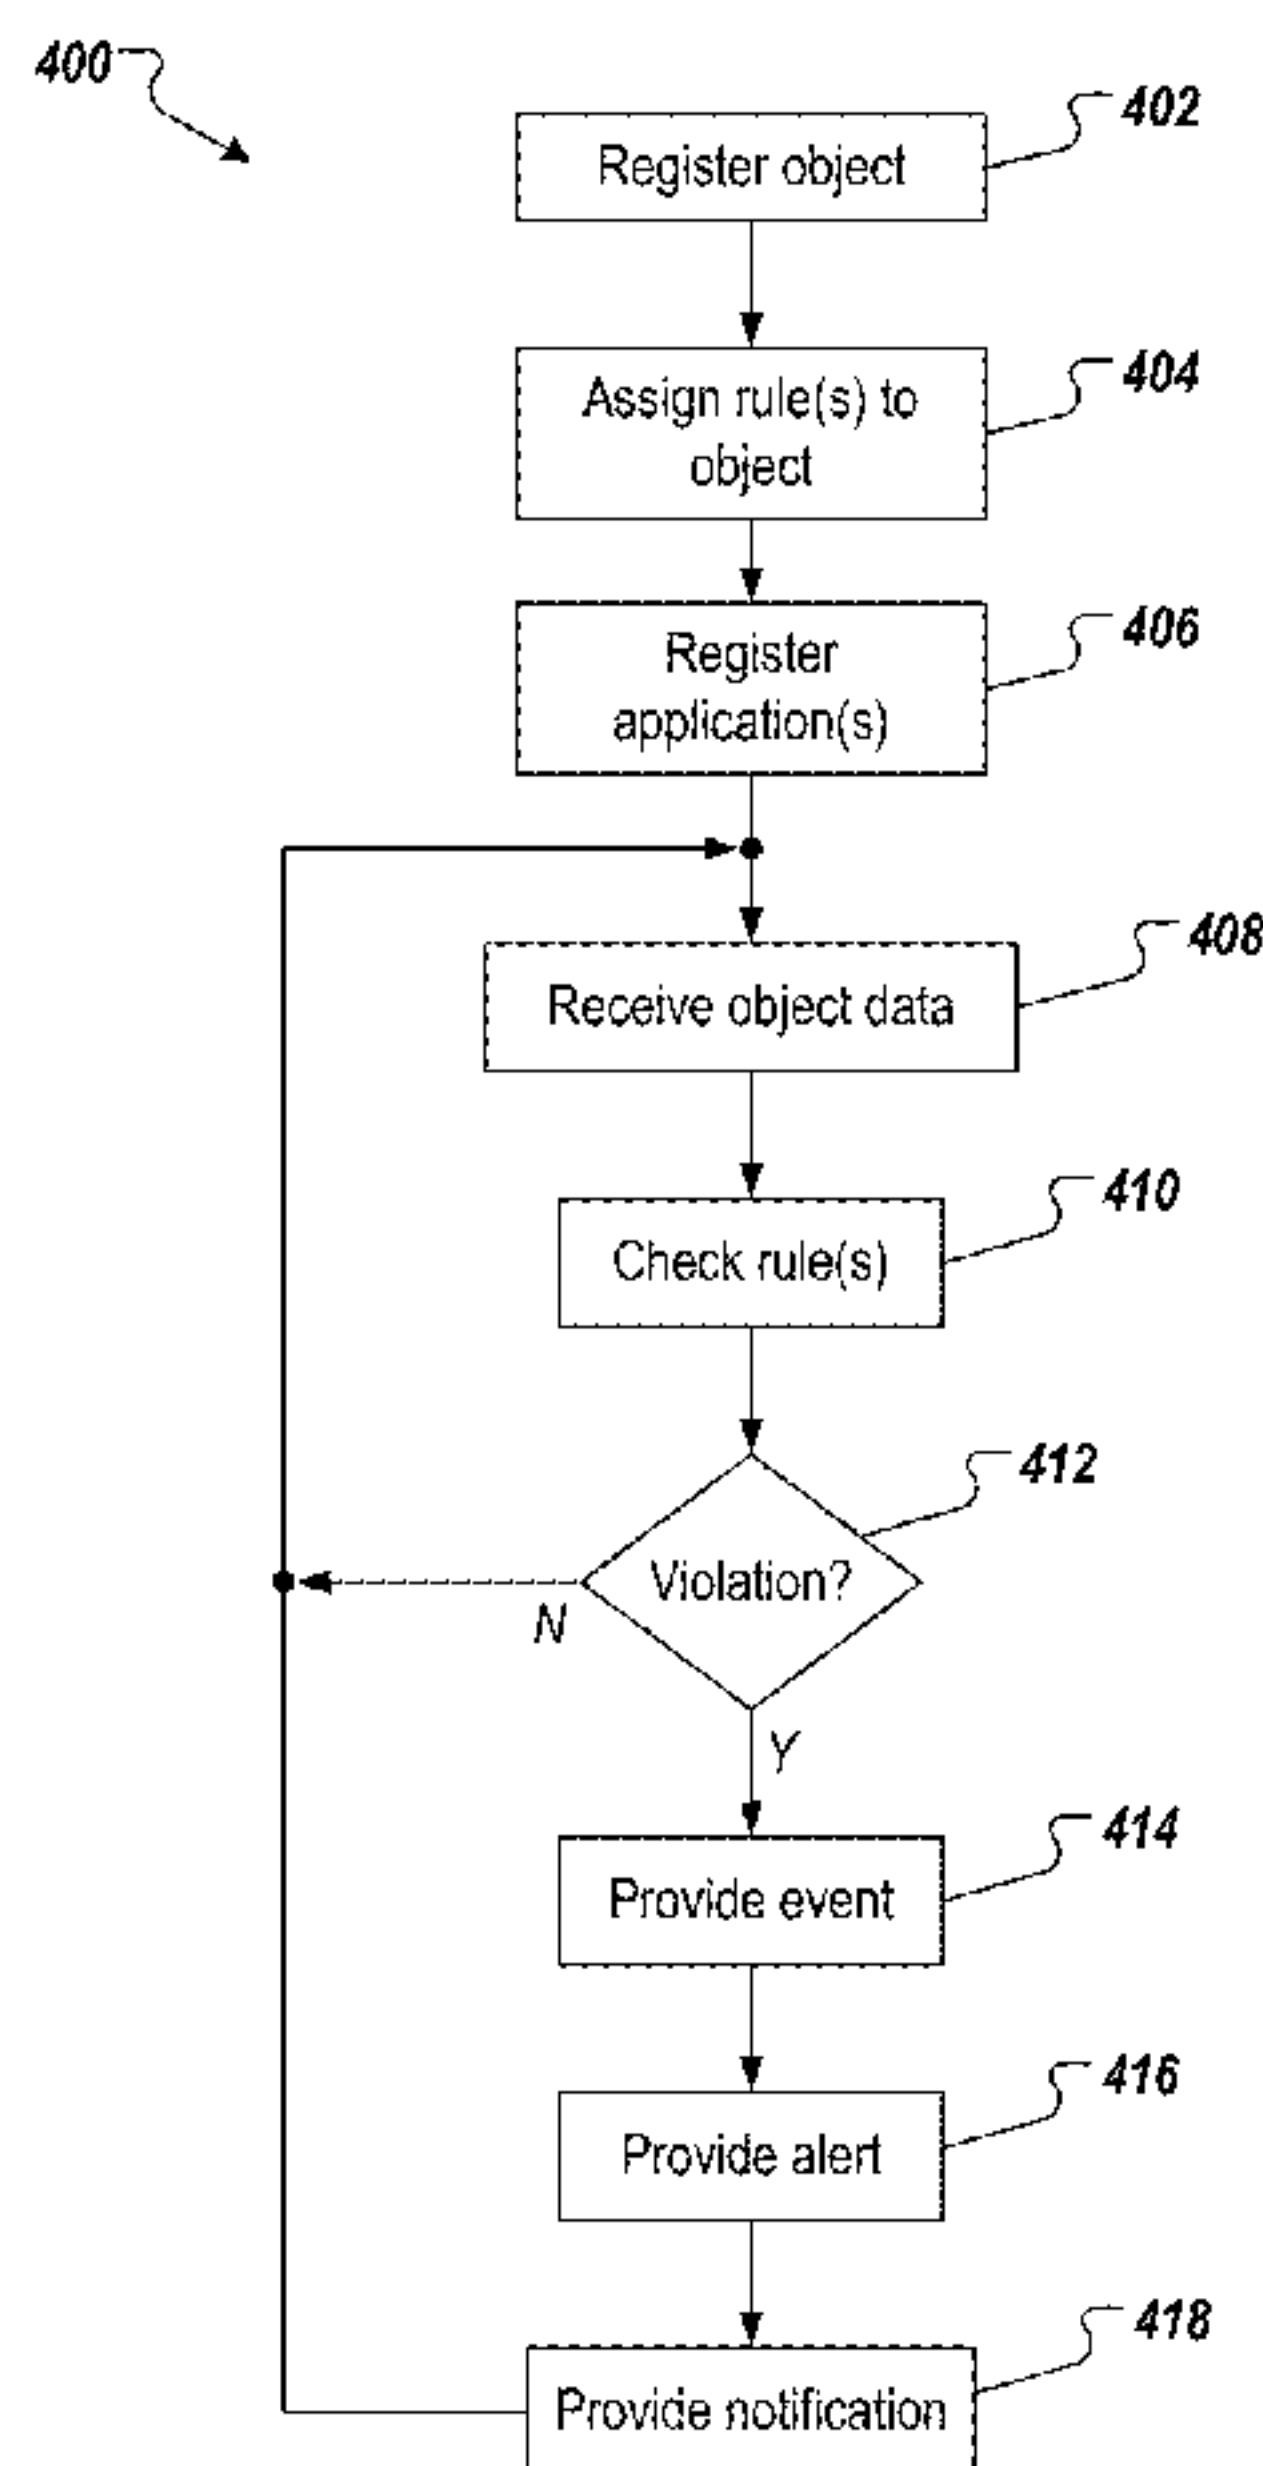 400
402
Register object
404
Assign rule(s) to
object
406
Register
application(s)
408
Receive object data
410
Check rule(s)
412
Violation?
N
Y
414
Provide event
416
Provide alert
418
Provide notification